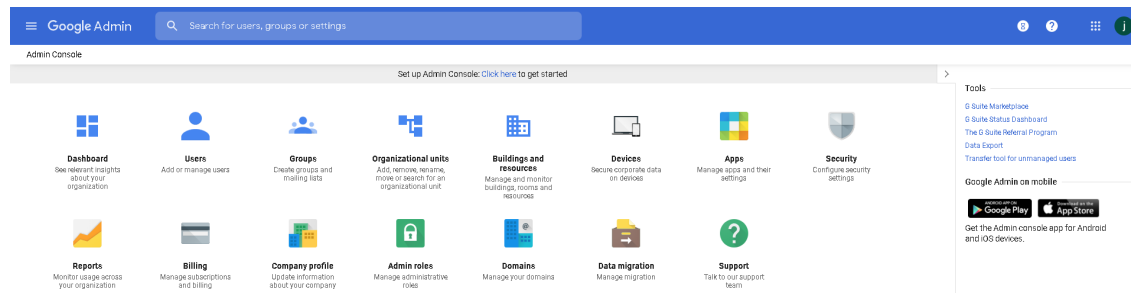 Google Admin
Search for users, groups or settings
j
Admin Console
Set up Admin Console: Click here to get started
Dashboard
See relevant insights
about your
organization
Users
Add or manage users
Groups
Create groups and
mailing lists
Organizational units
Add, remove, rename,
move or search for an
organizational unit
Buildings and
resources
Manage and monitor
buildings, rooms and
resources
Devices
Secure corporate data
on devices
Apps
Manage apps and their
settings
Security
Configure security
settings
Reports
Monitor usage across
your organization
Billing
Manage subscriptions
and billing
Company profile
Update information
about your company
Admin roles
Manage administrative
roles
Domains
Manage your domains
Data migration
Manage migration
Support
Talk to our support
team
Tools
G Suite Marketplace
G Suite Status Dashboard
The G Suite Referral Program
Data Export
Transfer tool for unmanaged users
Google Admin on mobile
ANDROID APP ON
Google Play
Download on the
App Store
Get the Admin console app for Android
and iOS devices.